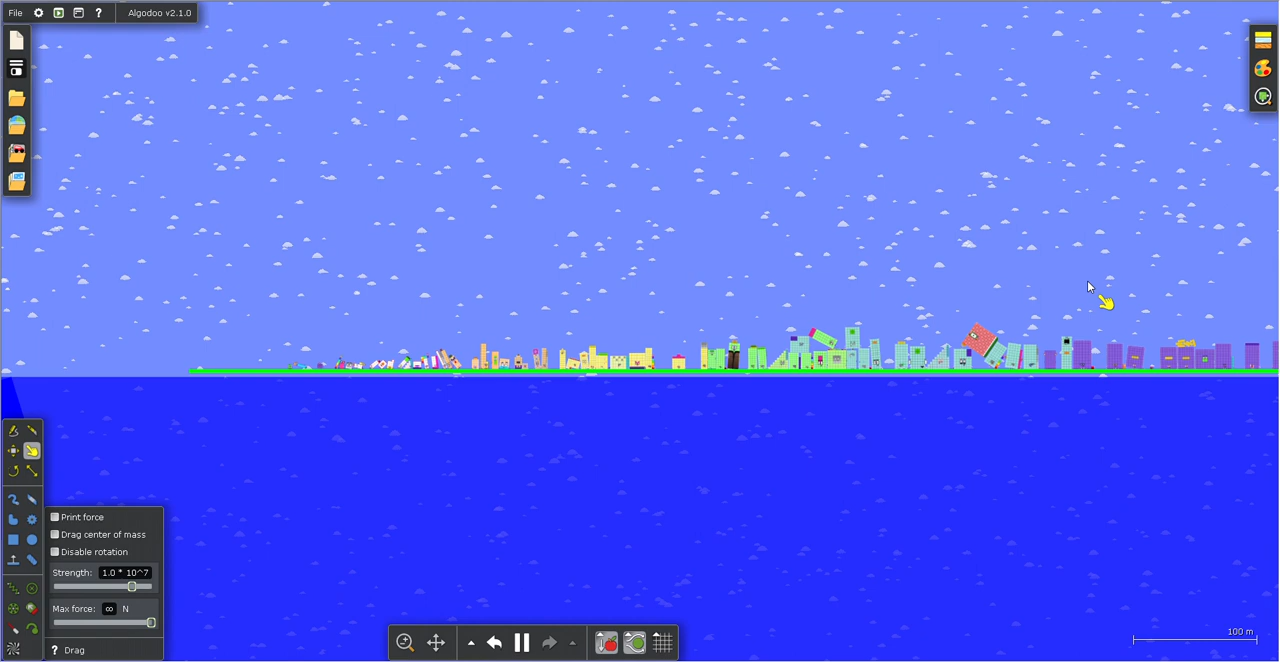 File ? Algodoo v2.1.0
Print force
Drag center of mass
Disable rotation
Strength: 1.0 * 10^7
Max force: ∞ N
? Drag
100 m